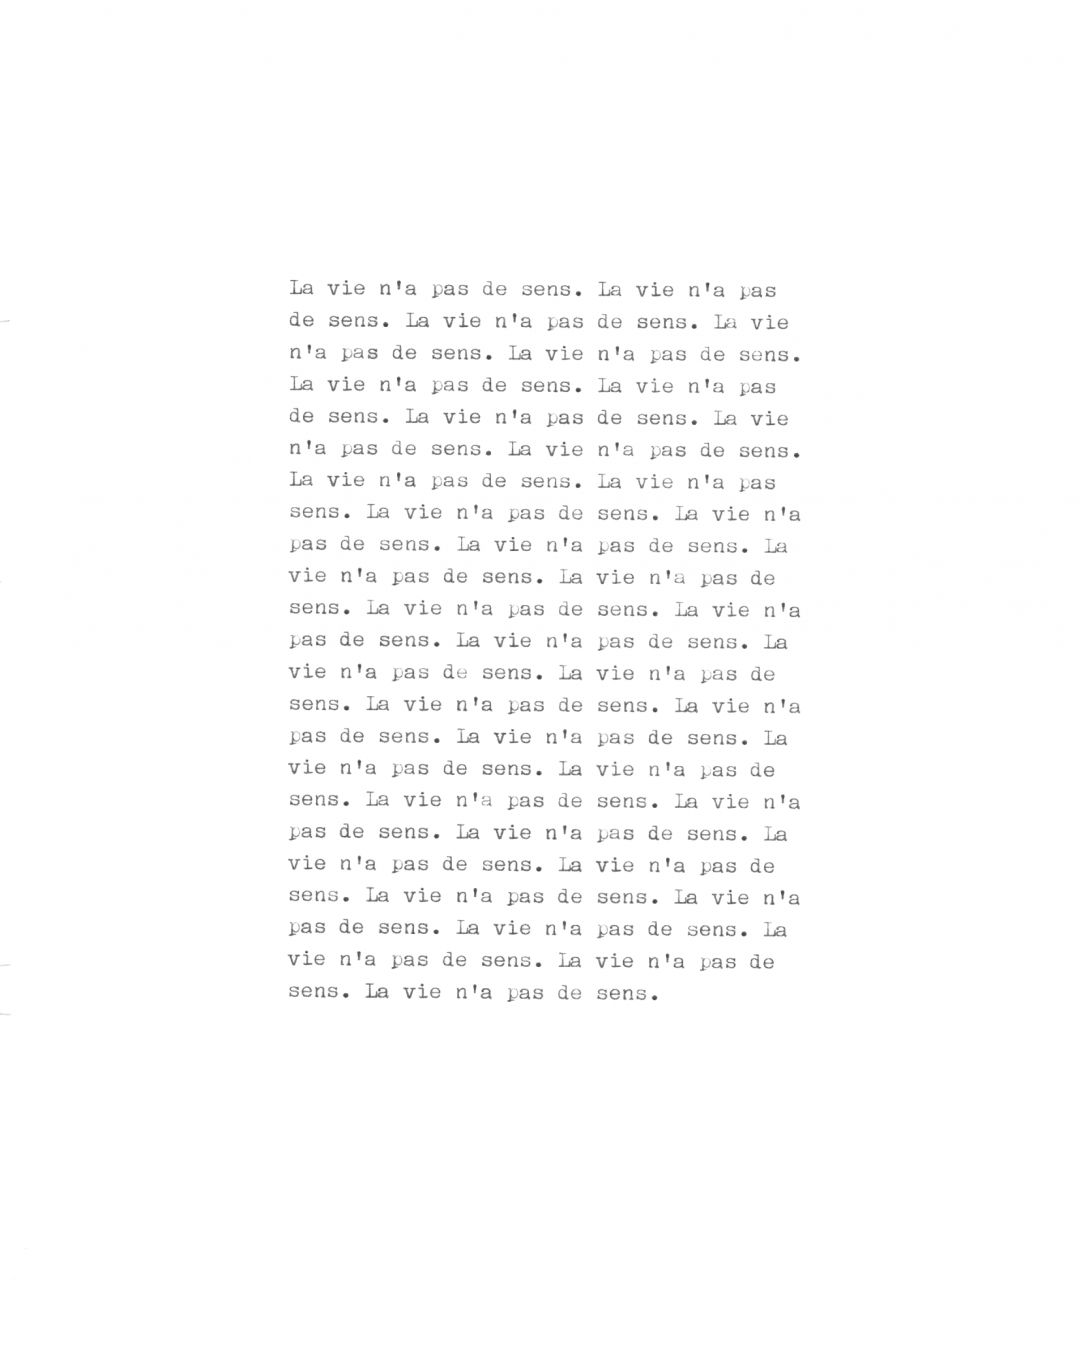 La vie n'a pas de sens. La vie n'a pas
de sens. La vie n'a pas de sens. La vie
n'a pas de sens. La vie n'a pas de sens.
La vie n'a pas de sens. La vie n'a pas
de sens. La vie n'a pas de sens. La vie
n'a pas de sens. La vie n'a pas de sens.
La vie n'a pas de sens. La vie n'a pas
sens. La vie n'a pas de sens. La vie n'a
pas de sens. La vie n'a pas de sens. La
vie n'a pas de sens. La vie n'a pas de
sens. La vie n'a pas de sens. La vie n'a
pas de sens. La vie n'a pas de sens. La
vie n'a pas de sens. La vie n'a pas de
sens. La vie n'a pas de sens. La vie n'a
pas de sens. La vie n'a pas de sens. La
vie n'a pas de sens. La vie n'a pas de
sens. La vie n'a pas de sens. La vie n'a
pas de sens. La vie n'a pas de sens. La
vie n'a pas de sens. La vie n'a pas de
sens. La vie n'a pas de sens. La vie n'a
pas de sens. La vie n'a pas de sens. La
vie n'a pas de sens. La vie n'a pas de
sens. La vie n'a pas de sens.